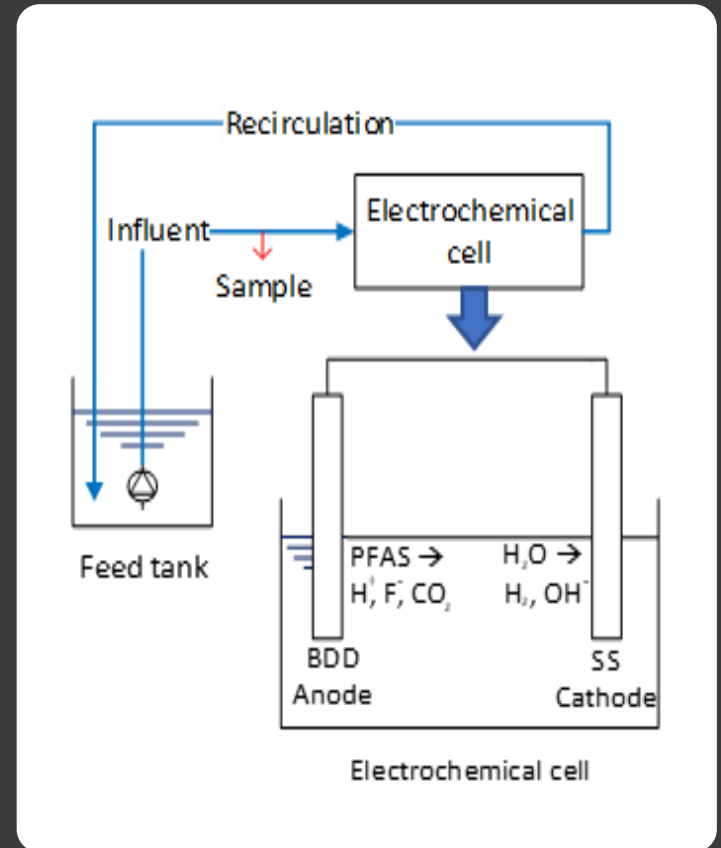 Recirculation
Influent
Electrochemical
cell
Sample
Feed tank
PFAS →
H⁺, F⁻, CO₂
H₂O →
H₂, OH⁻
BDD
Anode
SS
Cathode
Electrochemical cell